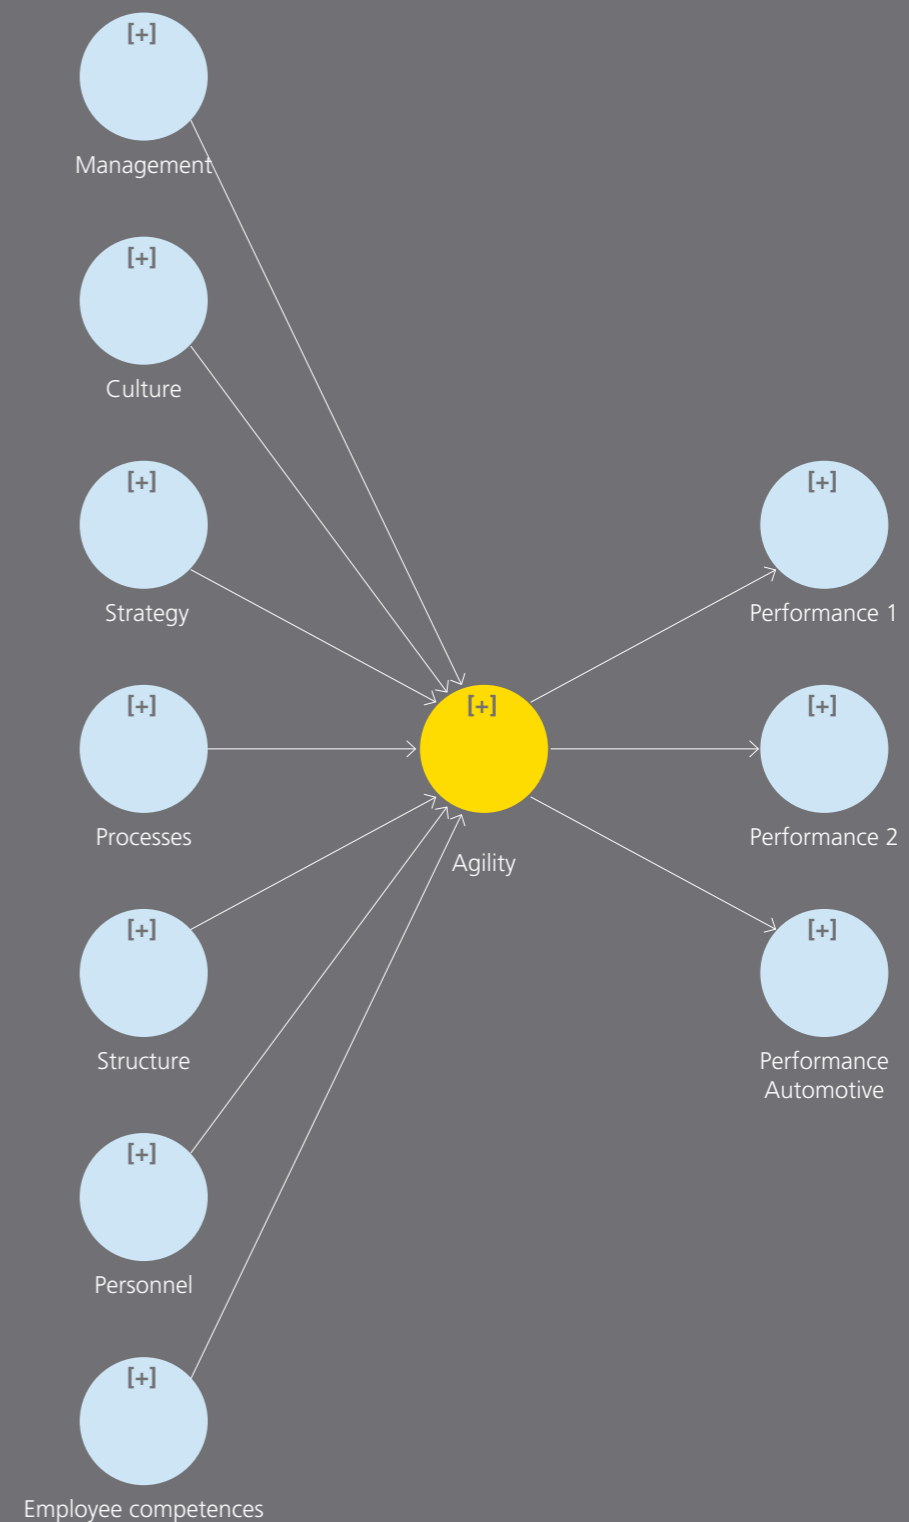 [+]
Management
[+]
Culture
[+]
Strategy
[+]
Processes
[+]
Structure
[+]
Personnel
[+]
Employee competences
[+]
Agility
[+]
Performance 1
[+]
Performance 2
[+]
Performance
Automotive